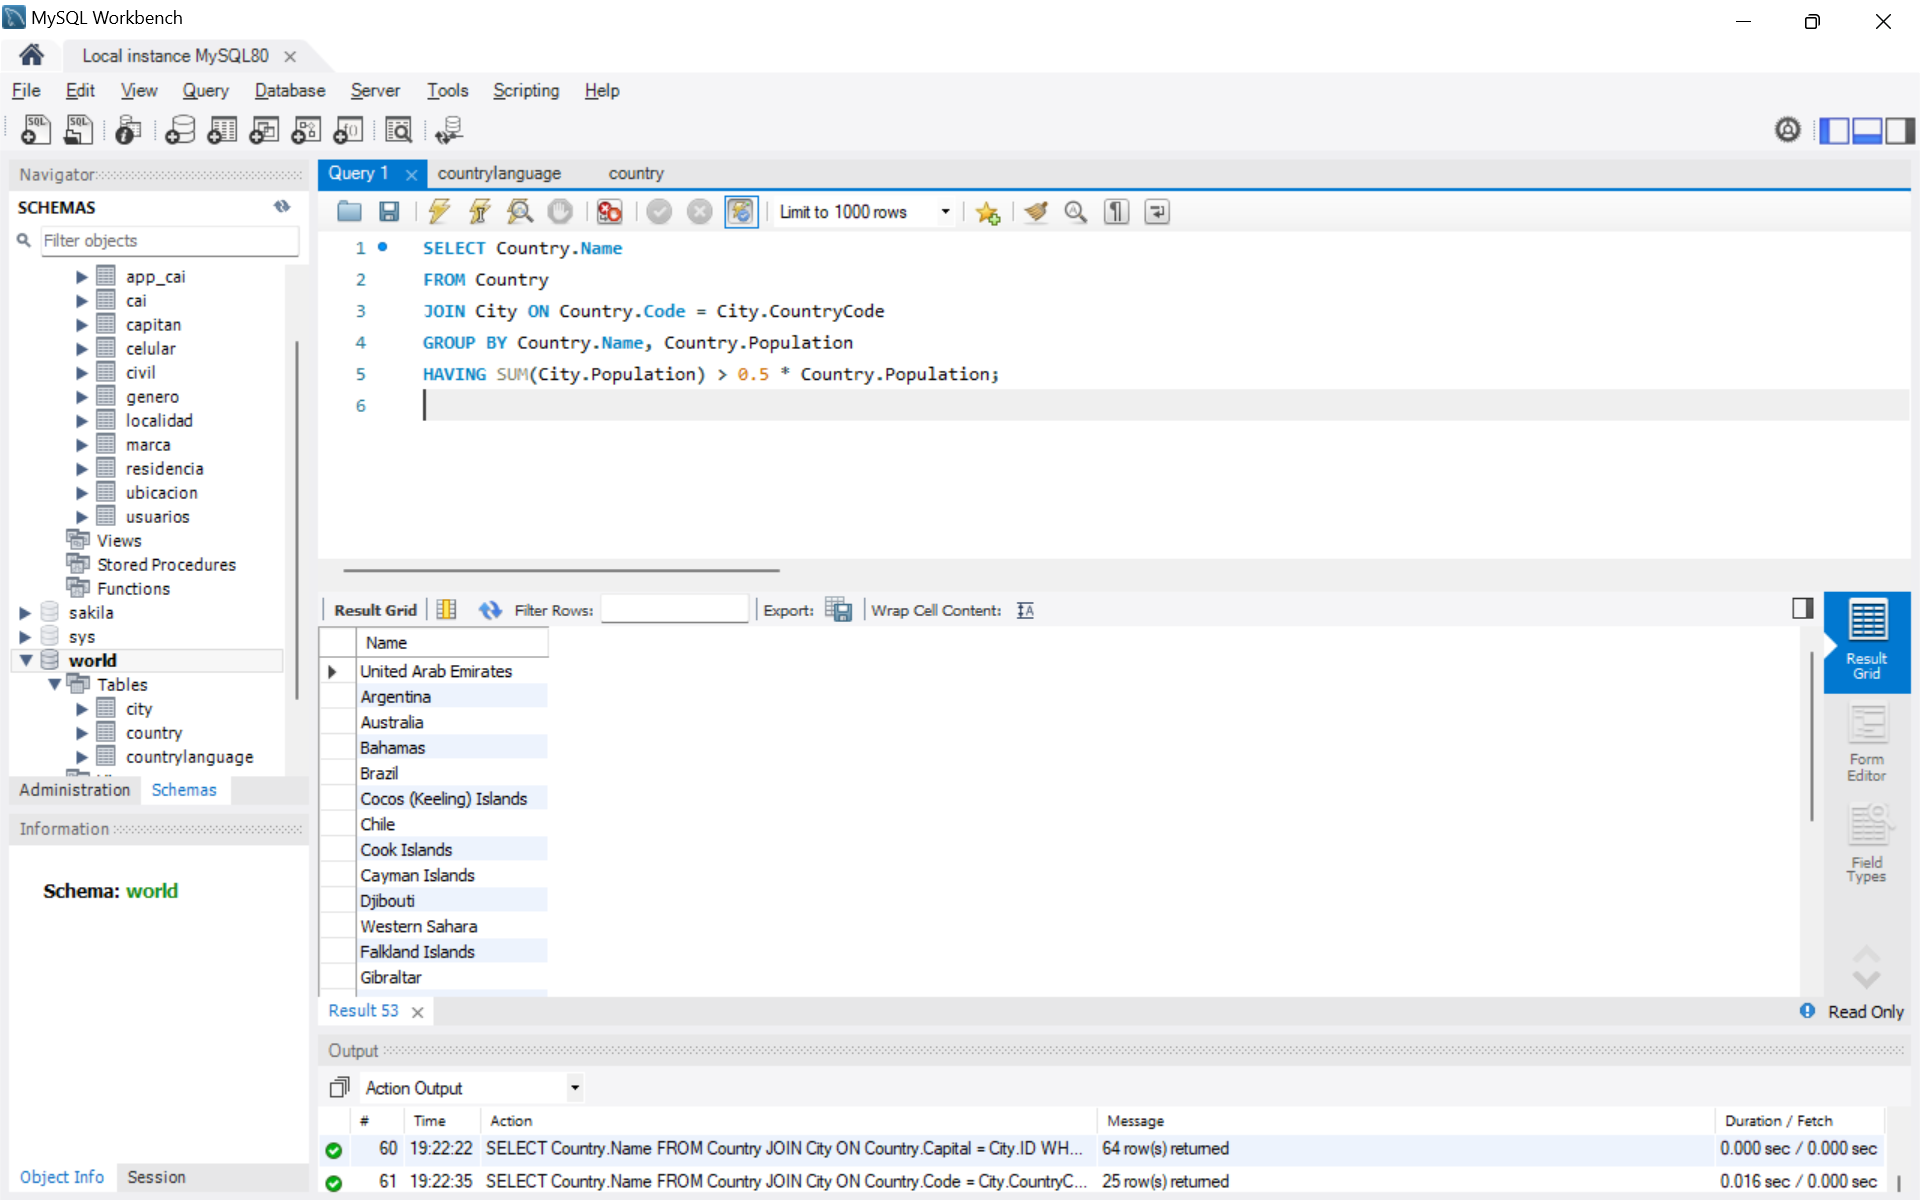 MySQL Workbench
Local instance MySQL80
File Edit View Query Database Server Tools Scripting Help
Navigator
SCHEMAS
Filter objects
app_cai
cai
capitan
celular
civil
genero
localidad
marca
residencia
ubicacion
usuarios
Views
Stored Procedures
Functions
sakila
sys
world
Tables
city
country
countrylanguage
Administration Schemas
Information
Schema: world
Object Info Session
Query 1 countrylanguage country
Limit to 1000 rows
1 SELECT Country.Name
2 FROM Country
3 JOIN City ON Country.Code = City.CountryCode
4 GROUP BY Country.Name, Country.Population
5 HAVING SUM(City.Population) > 0.5 * Country.Population;
6
Result Grid Filter Rows: Export: Wrap Cell Content:
Name
United Arab Emirates
Argentina
Australia
Bahamas
Brazil
Cocos (Keeling) Islands
Chile
Cook Islands
Cayman Islands
Djibouti
Western Sahara
Falkland Islands
Gibraltar
Result Grid
Form Editor
Field Types
Result 53
Read Only
Output
Action Output
# Time Action Message Duration / Fetch
60 19:22:22 SELECT Country.Name FROM Country JOIN City ON Country.Capital = City.ID WH... 64 row(s) returned 0.000 sec / 0.000 sec
61 19:22:35 SELECT Country.Name FROM Country JOIN City ON Country.Code = City.CountryC... 25 row(s) returned 0.016 sec / 0.000 sec